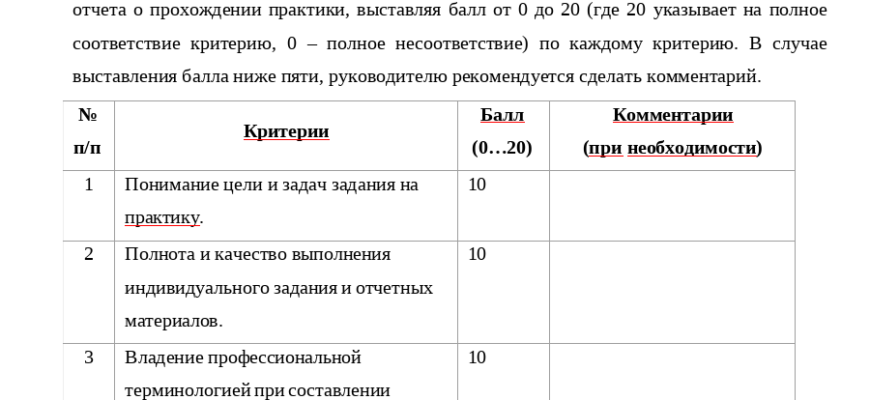 отчета о прохождении практики, выставляя балл от 0 до 20 (где 20 указывает на полное
соответствие критерию, 0 – полное несоответствие) по каждому критерию. В случае
выставления балла ниже пяти, руководителю рекомендуется сделать комментарий.
№ п/п
Критерии
Балл (0…20)
Комментарии (при необходимости)
1
Понимание цели и задач задания на
практику.
10
2
Полнота и качество выполнения
индивидуального задания и отчетных
материалов.
10
3
Владение профессиональной
терминологией при составлении
10